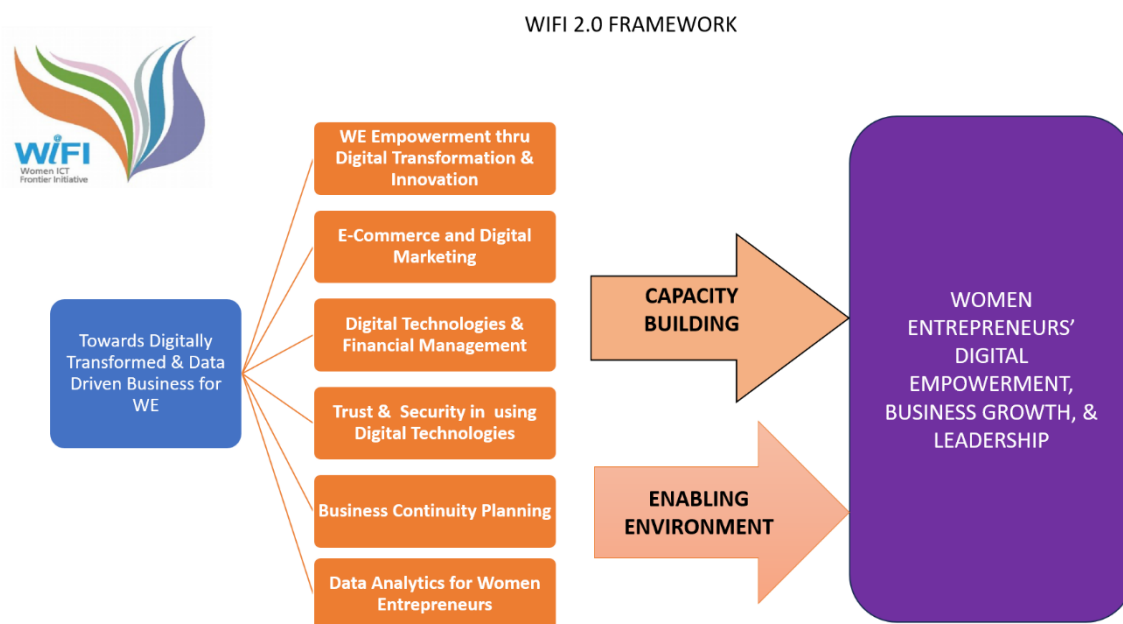 WIFI 2.0 FRAMEWORK
WiFI
Women ICT
Frontier Initiative
Towards Digitally
Transformed & Data
Driven Business for
WE
WE Empowerment thru
Digital Transformation &
Innovation
E-Commerce and Digital
Marketing
Digital Technologies &
Financial Management
Trust & Security in using
Digital Technologies
Business Continuity Planning
Data Analytics for Women
Entrepreneurs
CAPACITY
BUILDING
ENABLING
ENVIRONMENT
WOMEN
ENTREPRENEURS’
DIGITAL
EMPOWERMENT,
BUSINESS GROWTH, &
LEADERSHIP